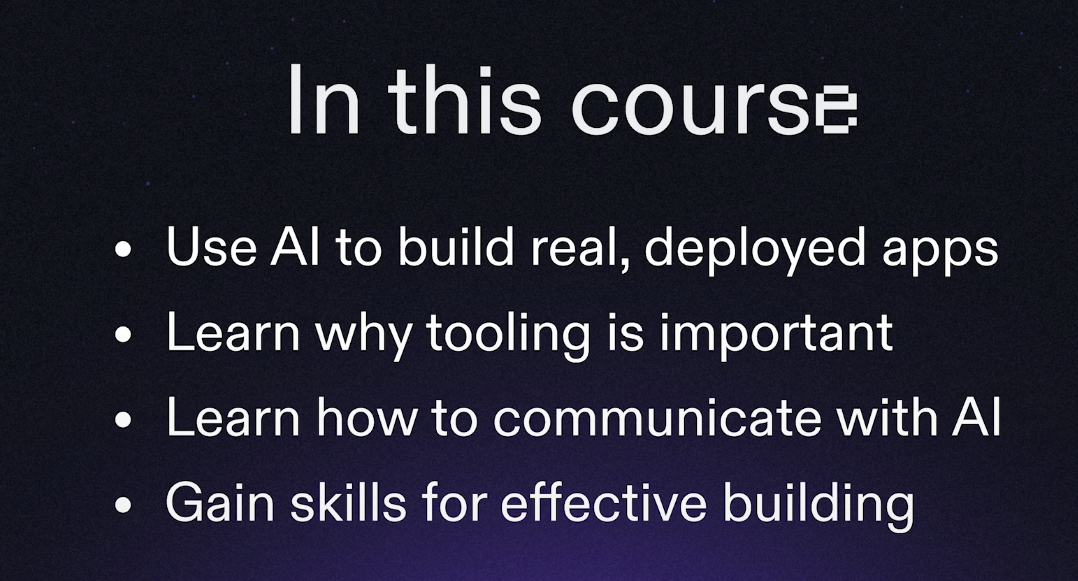 In this course
• Use AI to build real, deployed apps
• Learn why tooling is important
• Learn how to communicate with AI
• Gain skills for effective building